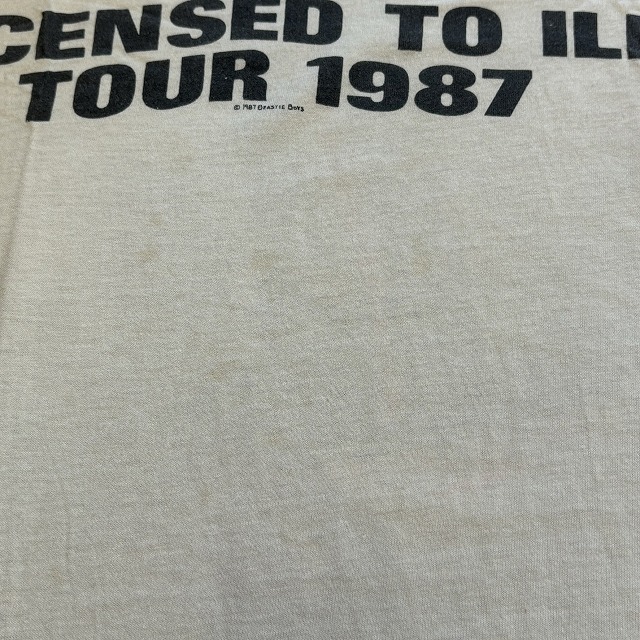 CENSED TO ILL
TOUR 1987
© 1987 BEASTIE BOYS